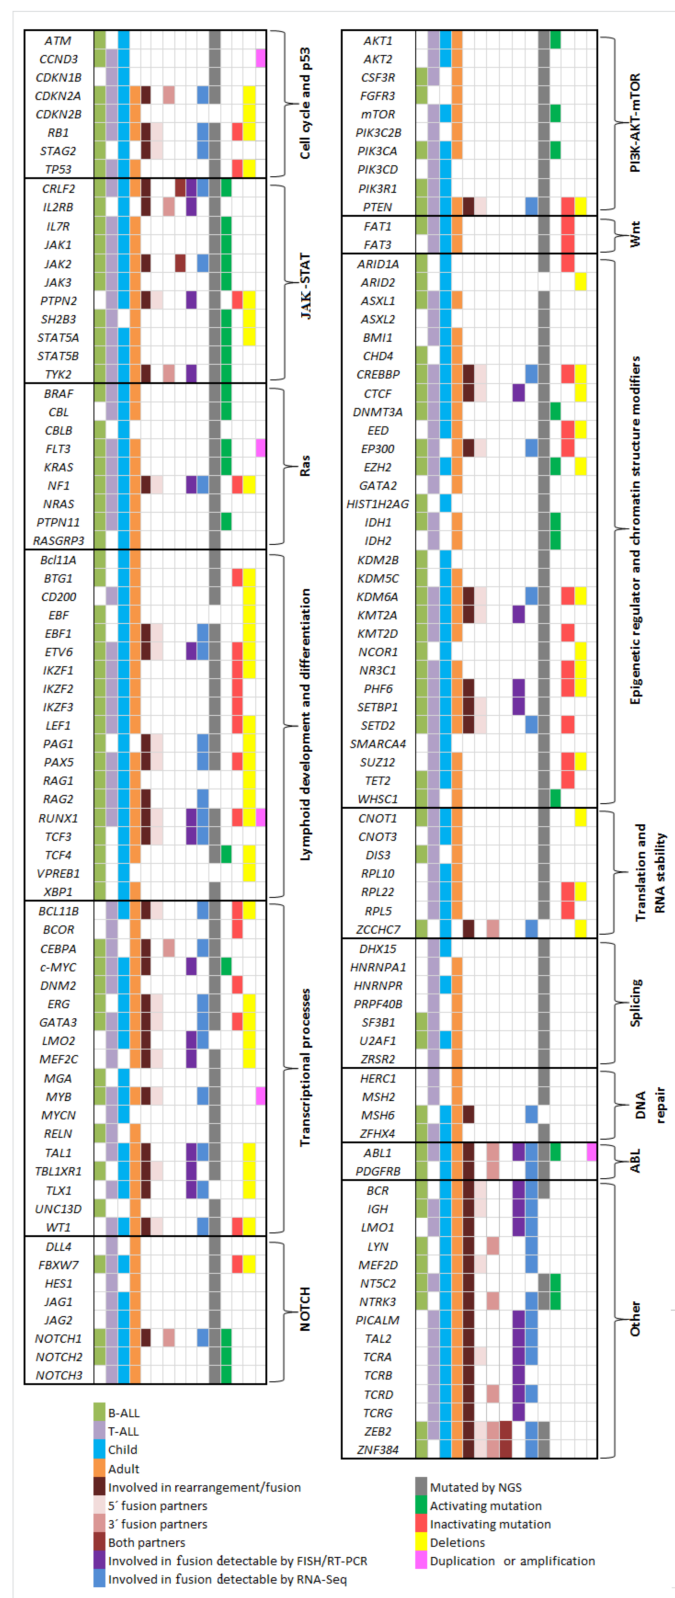 ATM
CCND3
CDKN1B
CDKN2A
CDKN2B
RB1
STAG2
TP53
Cell cycle and p53
CRLF2
IL2RB
IL7R
JAK1
JAK2
JAK3
PTPN2
SH2B3
STAT5A
STAT5B
TYK2
JAK-STAT
BRAF
CBL
CBLB
FLT3
KRAS
NF1
NRAS
PTPN11
RASGRP3
Ras
Bcl11A
BTG1
CD200
EBF
EBF1
ETV6
IKZF1
IKZF2
IKZF3
LEF1
PAG1
PAX5
RAG1
RAG2
RUNX1
TCF3
TCF4
VPREB1
XBP1
Lymphoid development and differentiation
BCL11B
BCOR
CEBPA
c-MYC
DNM2
ERG
GATA3
LMO2
MEF2C
MGA
MYB
MYCN
RELN
TAL1
TBL1XR1
TLX1
UNC13D
WT1
Transcriptional processes
DLL4
FBXW7
HES1
JAG1
JAG2
NOTCH1
NOTCH2
NOTCH3
NOTCH
AKT1
AKT2
CSF3R
FGFR3
mTOR
PIK3C2B
PIK3CA
PIK3CD
PIK3R1
PTEN
PI3K-AKT-mTOR
FAT1
FAT3
Wnt
ARID1A
ARID2
ASXL1
ASXL2
BMI1
CHD4
CREBBP
CTCF
DNMT3A
EED
EP300
EZH2
GATA2
HIST1H2AG
IDH1
IDH2
KDM2B
KDM5C
KDM6A
KMT2A
KMT2D
NCOR1
NR3C1
PHF6
SETBP1
SETD2
SMARCA4
SUZ12
TET2
WHSC1
Epigenetic regulator and chromatin structure modifiers
CNOT1
CNOT3
DIS3
RPL10
RPL22
RPL5
ZCCHC7
Translation and
RNA stability
DHX15
HNRNPA1
HNRNPR
PRPF40B
SF3B1
U2AF1
ZRSR2
Splicing
HERC1
MSH2
MSH6
ZFHX4
DNA
repair
ABL1
PDGFRB
ABL
BCR
IGH
LMO1
LYN
MEF2D
NT5C2
NTRK3
PICALM
TAL2
TCRA
TCRB
TCRD
TCRG
ZEB2
ZNF384
Other
B-ALL
T-ALL
Child
Adult
Involved in rearrangement/fusion
5´ fusion partners
3´ fusion partners
Both partners
Involved in fusion detectable by FISH/RT-PCR
Involved in fusion detectable by RNA-Seq
Mutated by NGS
Activating mutation
Inactivating mutation
Deletions
Duplication or amplification